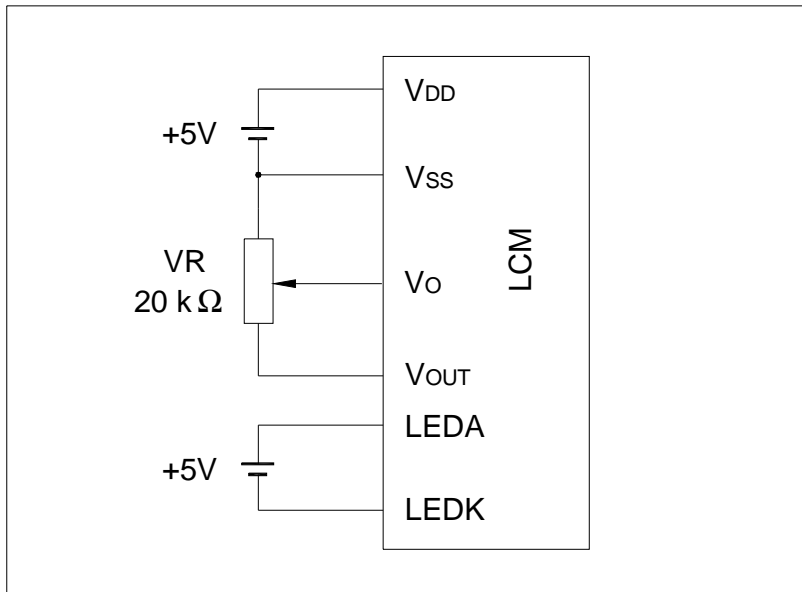 VDD
+5V
VSS
VR
20 kΩ
VO
LCM
VOUT
LEDA
+5V
LEDK